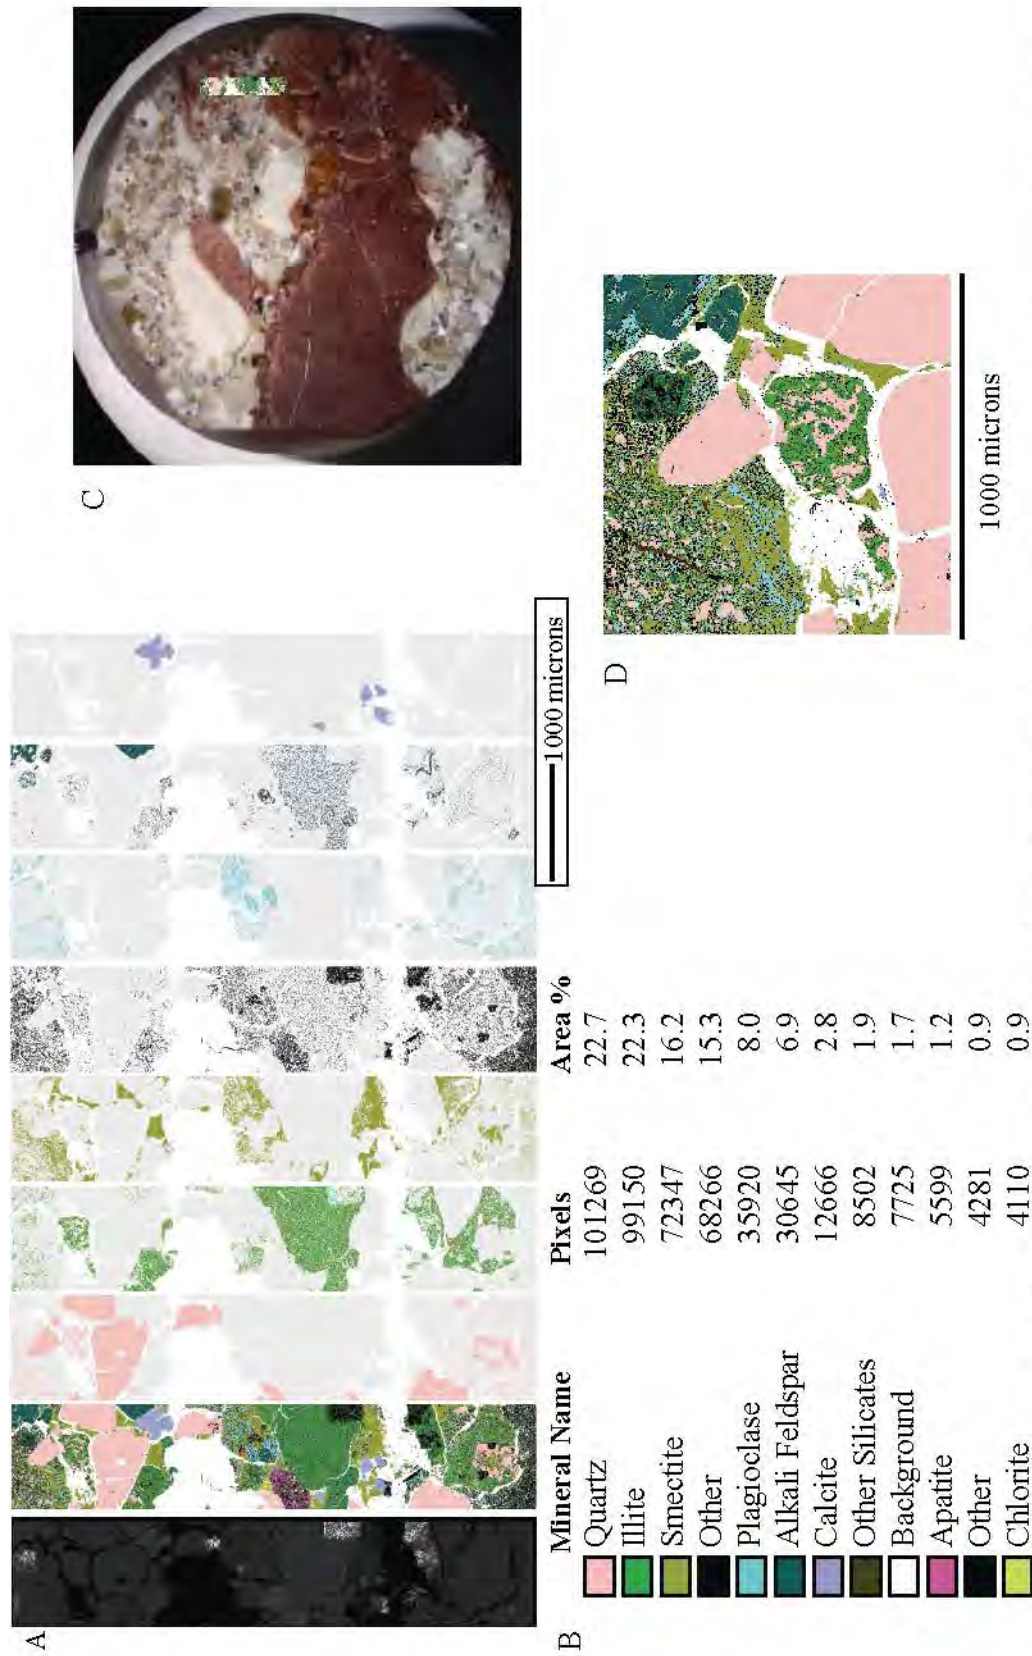 A
1000 microns
B
Mineral Name Pixels Area %
Quartz 101269 22.7
Illite 99150 22.3
Smectite 72347 16.2
Other 68266 15.3
Plagioclase 35920 8.0
Alkali Feldspar 30645 6.9
Calcite 12666 2.8
Other Silicates 8502 1.9
Background 7725 1.7
Apatite 5599 1.2
Other 4281 0.9
Chlorite 4110 0.9
C
D
1000 microns